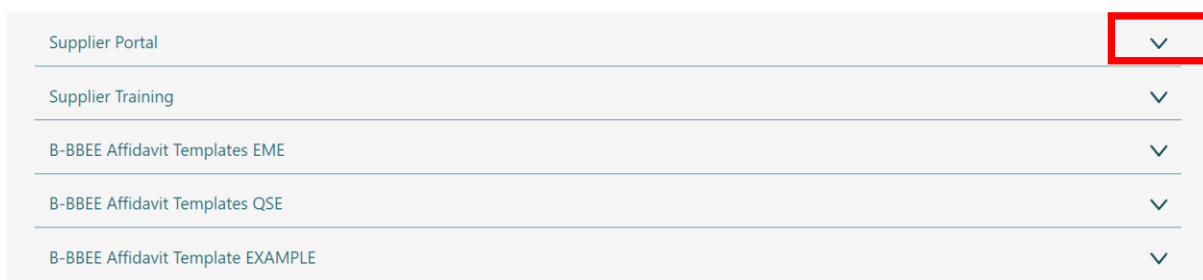 Supplier Portal
Supplier Training
B-BBEE Affidavit Templates EME
B-BBEE Affidavit Templates QSE
B-BBEE Affidavit Template EXAMPLE